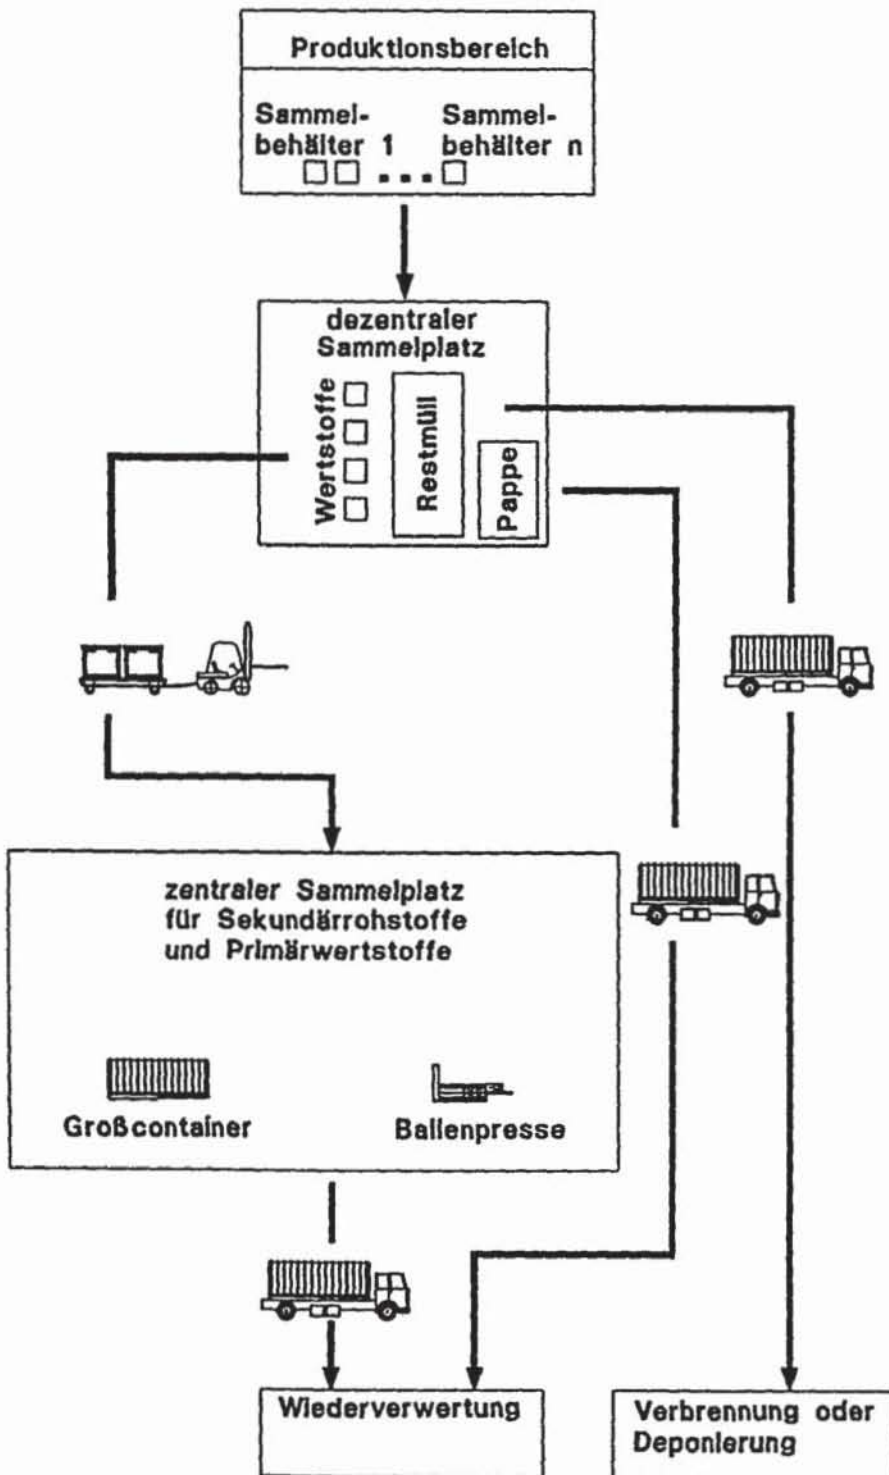 Produktionsbereich
Sammel-
behälter 1
Sammel-
behälter n
dezentraler
Sammelplatz
Wertstoffe
Restmüll
Pappe
zentraler Sammelplatz
für Sekundärrohstoffe
und Primärwertstoffe
Großcontainer
Ballenpresse
Wiederverwertung
Verbrennung oder
Deponierung